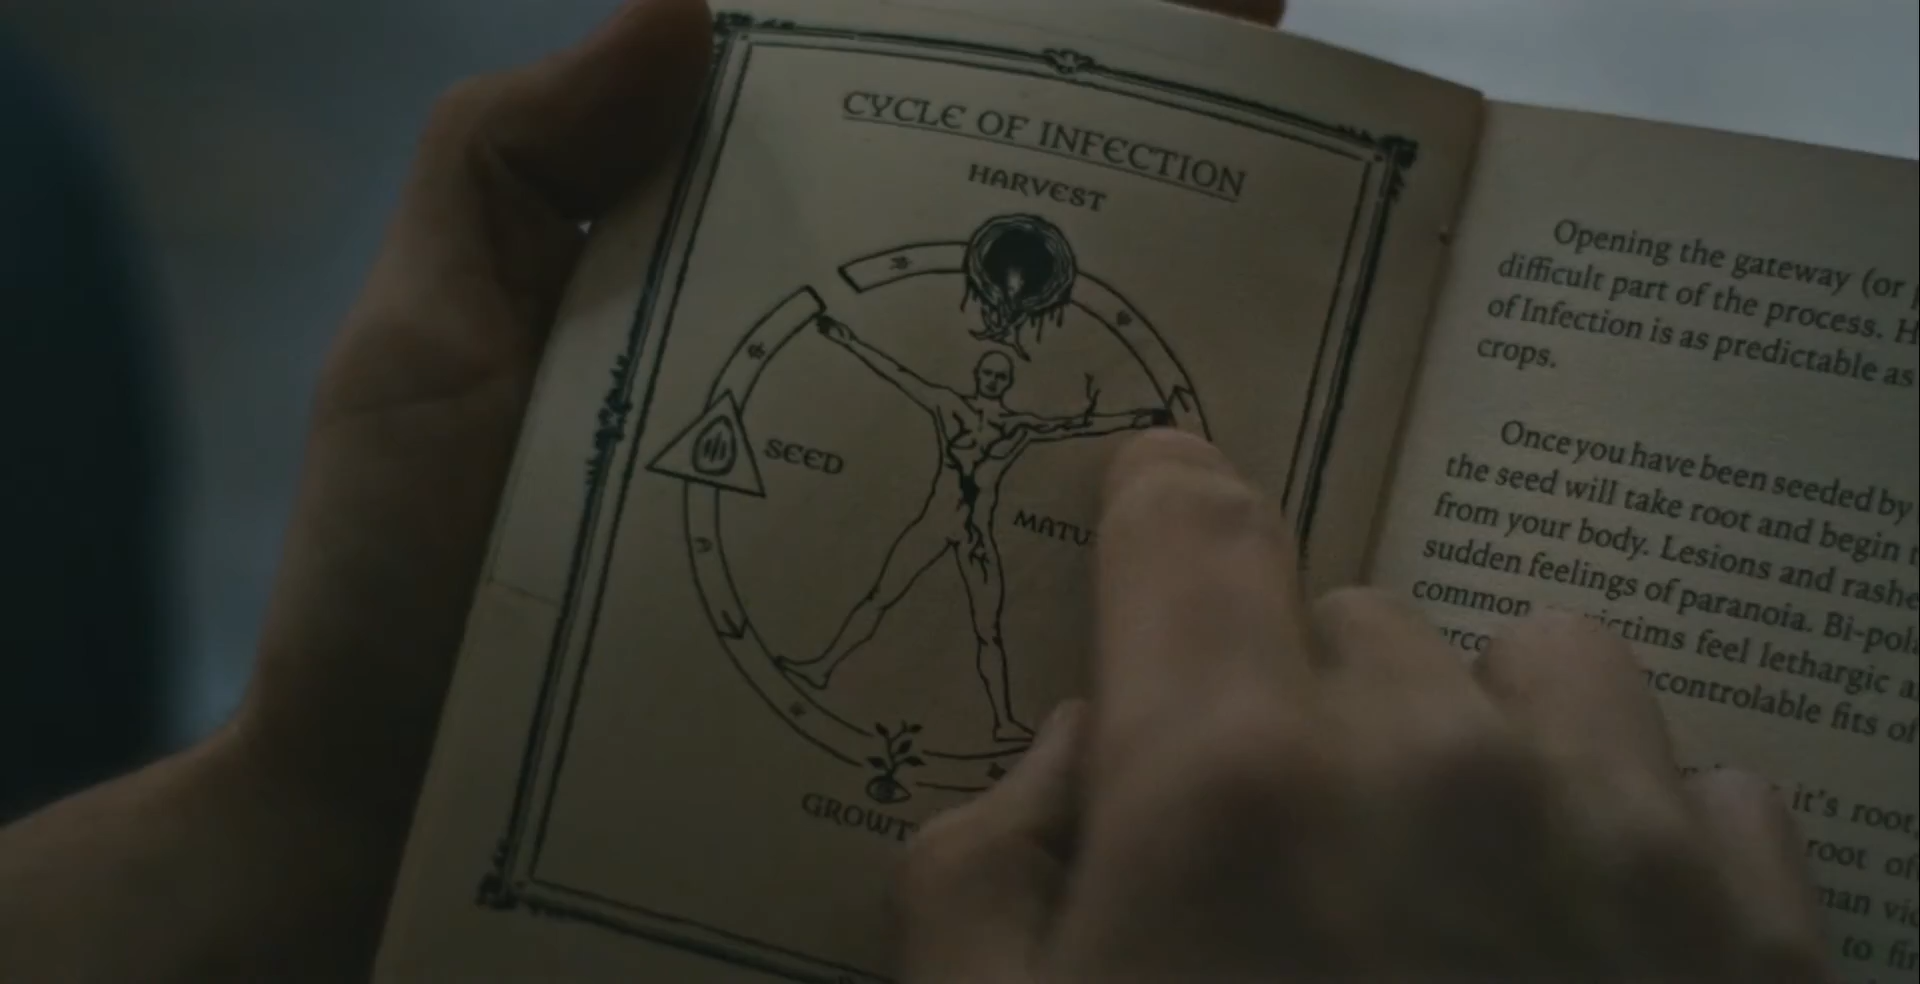 CYCLE OF INFECTION
HARVEST
SEED
MATU
GROWT
Opening the gateway (or
difficult part of the process. H
of Infection is as predictable as
crops.
Once you have been seeded by
the seed will take root and begin
from your body. Lesions and rashe
sudden feelings of paranoia. Bi-pola
common victims feel lethargic a
ncontrolable fits of
it's root,
root of
man vic
to fin